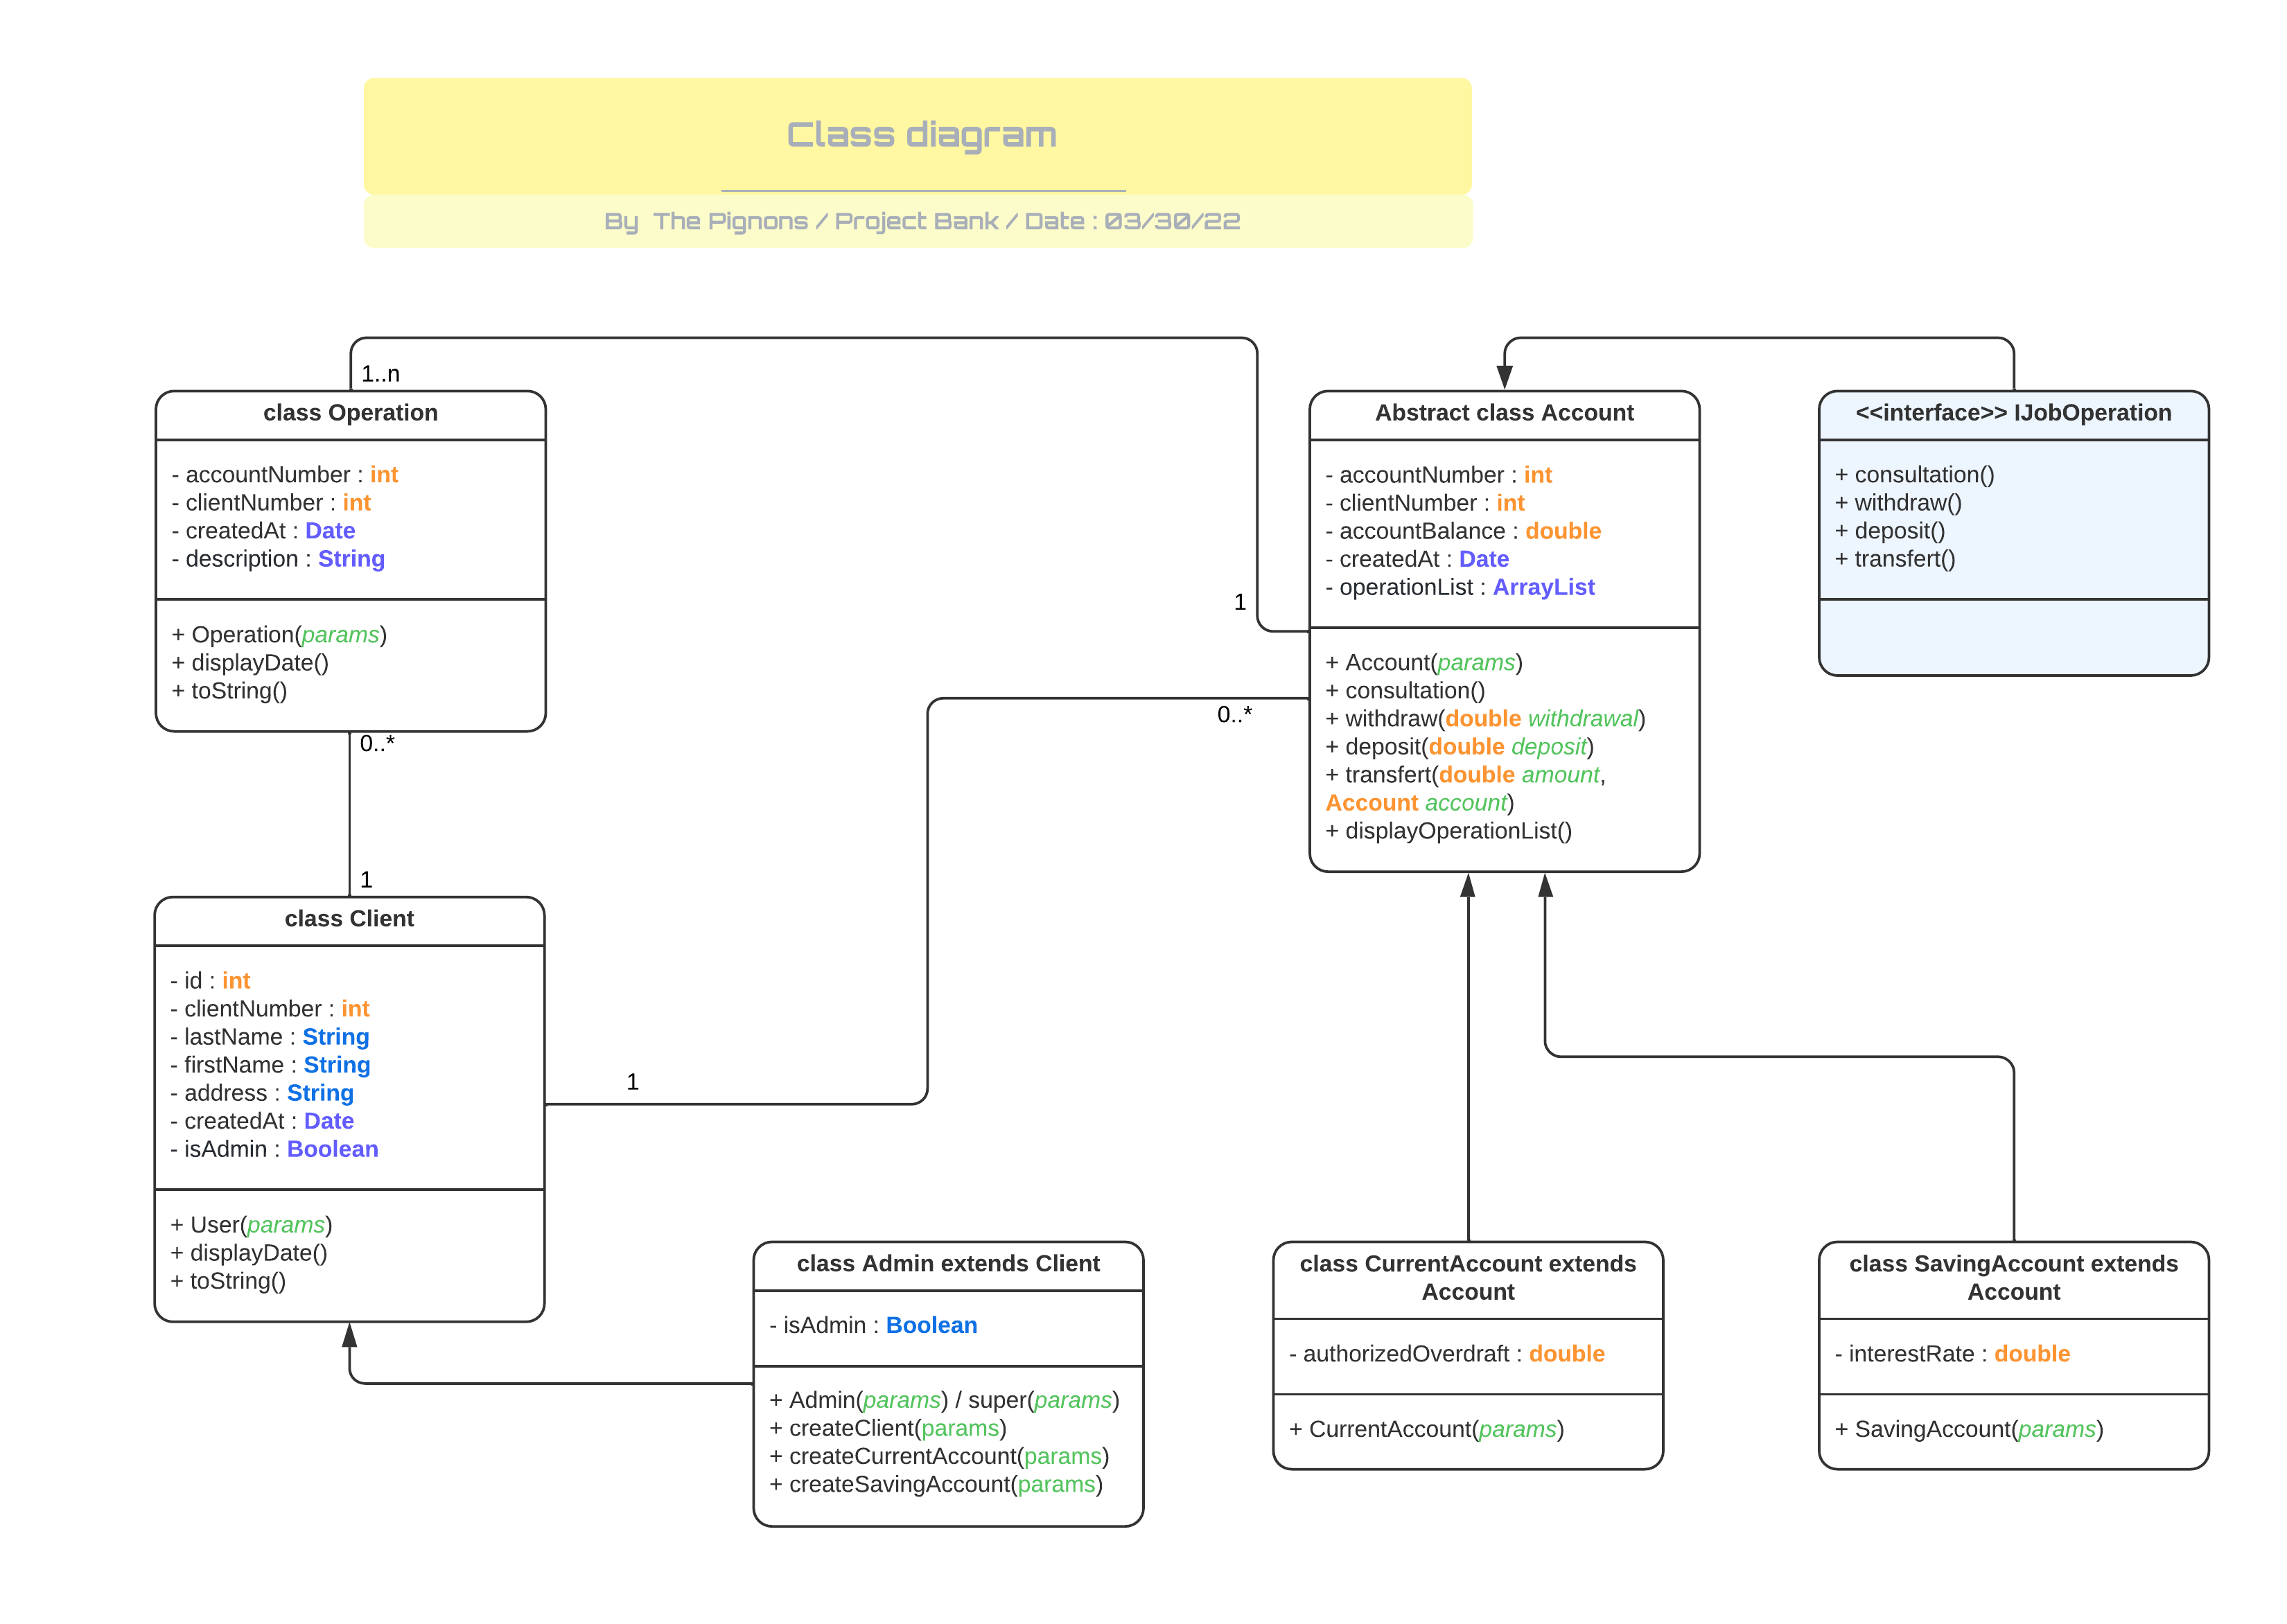 Class diagram
By The Pignons / Project Bank / Date : 03/30/22
1..n
class Operation
- accountNumber : int
- clientNumber : int
- createdAt : Date
- description : String
+ Operation(params)
+ displayDate()
+ toString()
0..*
1
Abstract class Account
- accountNumber : int
- clientNumber : int
- accountBalance : double
- createdAt : Date
- operationList : ArrayList
+ Account(params)
+ consultation()
+ withdraw(double withdrawal)
+ deposit(double deposit)
+ transfert(double amount,
Account account)
+ displayOperationList()
1
0..*
<<interface>> IJobOperation
+ consultation()
+ withdraw()
+ deposit()
+ transfert()
class Client
- id : int
- clientNumber : int
- lastName : String
- firstName : String
- address : String
- createdAt : Date
- isAdmin : Boolean
+ User(params)
+ displayDate()
+ toString()
1
class Admin extends Client
- isAdmin : Boolean
+ Admin(params) / super(params)
+ createClient(params)
+ createCurrentAccount(params)
+ createSavingAccount(params)
class CurrentAccount extends
Account
- authorizedOverdraft : double
+ CurrentAccount(params)
class SavingAccount extends
Account
- interestRate : double
+ SavingAccount(params)